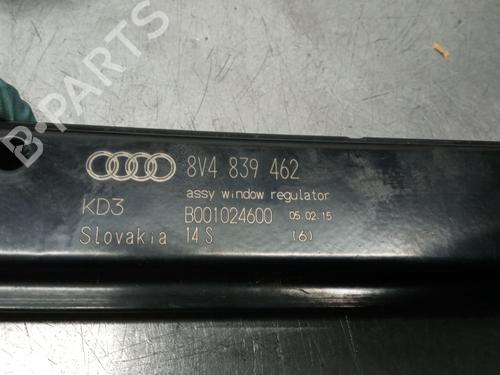 B-PARTS
8V4 839 462
assy window regulator
KD3 B001024600 05.02.15
Slovakia 14.S (6)